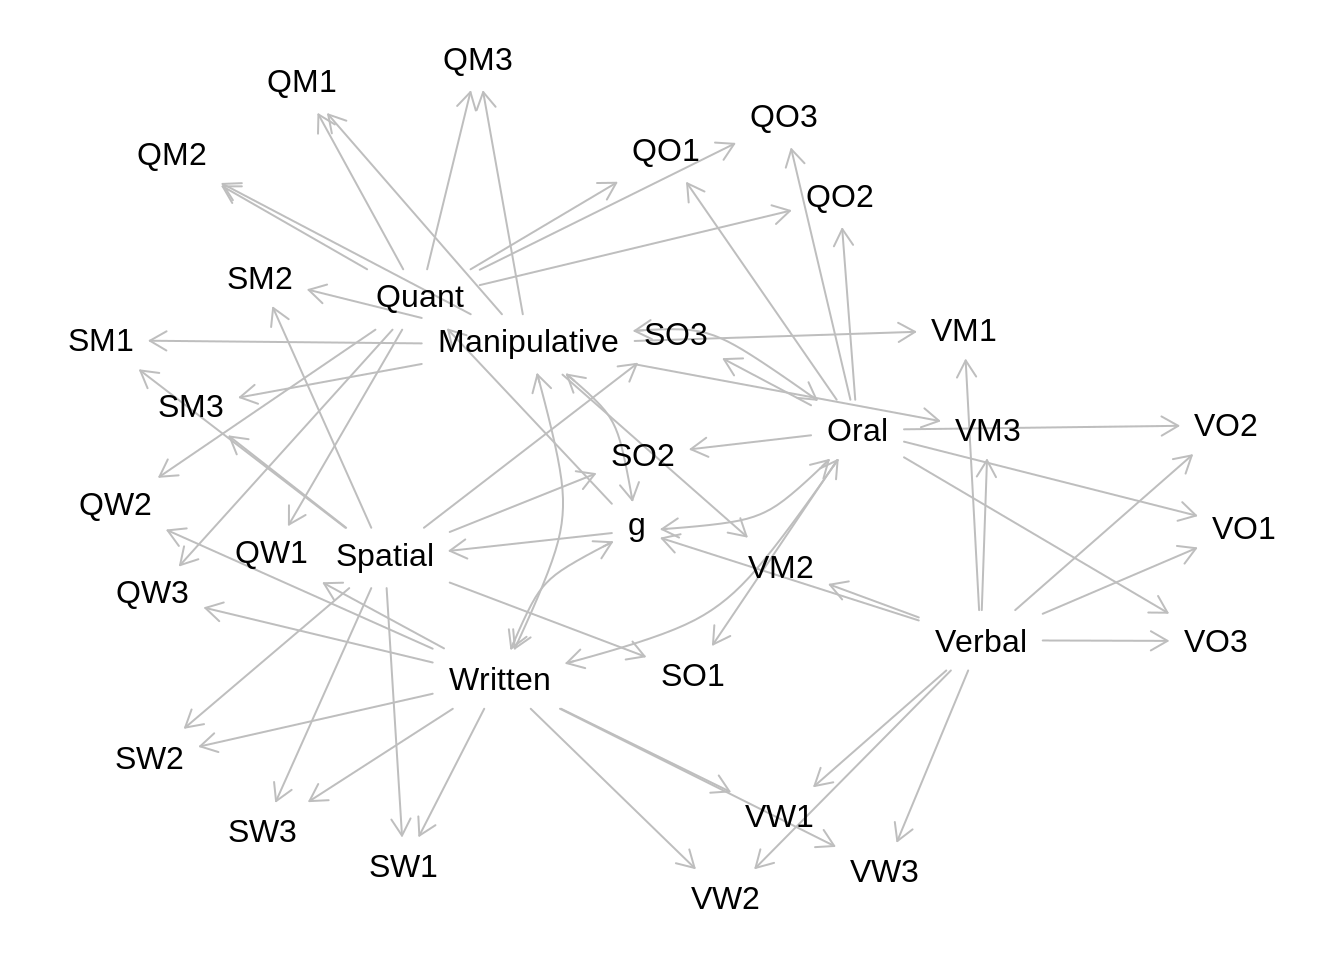 QM3
QM1
QO3
QO1
QM2
QO2
SM2
Quant
VM1
SO3
SM1
Manipulative
SM3
VO2
Oral
VM3
SO2
QW2
g
VO1
QW1
Spatial
VM2
QW3
Verbal
VO3
SO1
Written
SW2
VW1
SW3
SW1
VW3
VW2